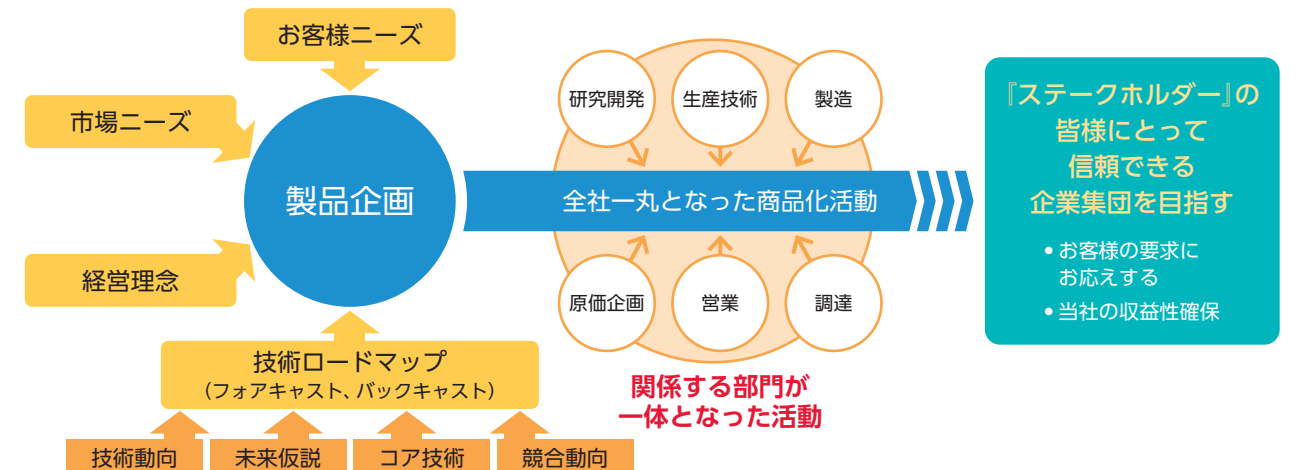 お客様ニーズ
市場ニーズ
製品企画
経営理念
技術ロードマップ
（フォアキャスト、バックキャスト）
技術動向
未来仮説
コア技術
競合動向
研究開発
生産技術
製造
全社一丸となった商品化活動
原価企画
営業
調達
関係する部門が
一体となった活動
『ステークホルダー』の
皆様にとって
信頼できる
企業集団を目指す
• お客様の要求に
お応えする
• 当社の収益性確保